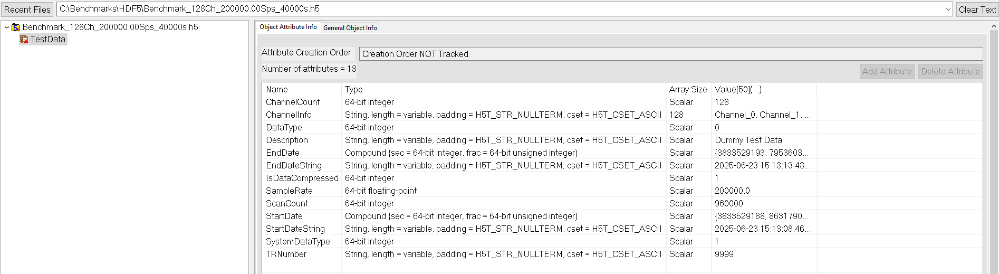 Recent Files C:\Benchmarks\HDF5\Benchmark_128Ch_200000.00Sps_40000s.h5 Clear Text
Benchmark_128Ch_200000.00Sps_40000s.h5
TestData
Object Attribute Info General Object Info
Attribute Creation Order: Creation Order NOT Tracked
Number of attributes = 13 Add Attribute Delete Attribute
Name Type Array Size Value[50](...)
ChannelCount 64-bit integer Scalar 128
ChannelInfo String, length = variable, padding = H5T_STR_NULLTERM, cset = H5T_CSET_ASCII 128 Channel_0, Channel_1, ...
DataType 64-bit integer Scalar 0
Description String, length = variable, padding = H5T_STR_NULLTERM, cset = H5T_CSET_ASCII Scalar Dummy Test Data
EndDate Compound {sec = 64-bit integer, frac = 64-bit unsigned integer} Scalar {3833529193, 7953603...
EndDateString String, length = variable, padding = H5T_STR_NULLTERM, cset = H5T_CSET_ASCII Scalar 2025-06-23 15:13:13.43...
IsDataCompressed 64-bit integer Scalar 1
SampleRate 64-bit floating-point Scalar 200000.0
ScanCount 64-bit integer Scalar 960000
StartDate Compound {sec = 64-bit integer, frac = 64-bit unsigned integer} Scalar {3833529188, 8631790...
StartDateString String, length = variable, padding = H5T_STR_NULLTERM, cset = H5T_CSET_ASCII Scalar 2025-06-23 15:13:08.46...
SystemDataType 64-bit integer Scalar 1
TRNumber String, length = variable, padding = H5T_STR_NULLTERM, cset = H5T_CSET_ASCII Scalar 9999